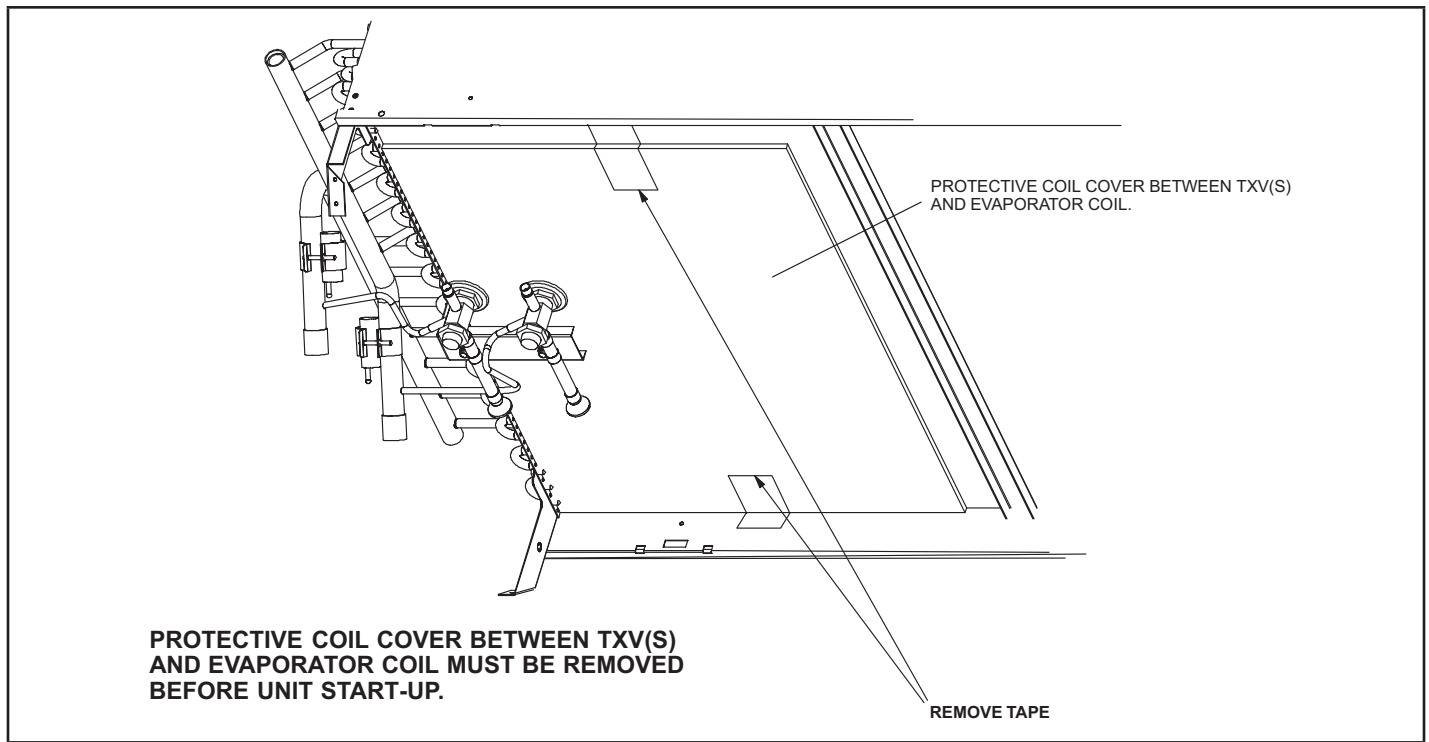 PROTECTIVE COIL COVER BETWEEN TXV(S)
AND EVAPORATOR COIL.
PROTECTIVE COIL COVER BETWEEN TXV(S)
AND EVAPORATOR COIL MUST BE REMOVED
BEFORE UNIT START-UP.
REMOVE TAPE